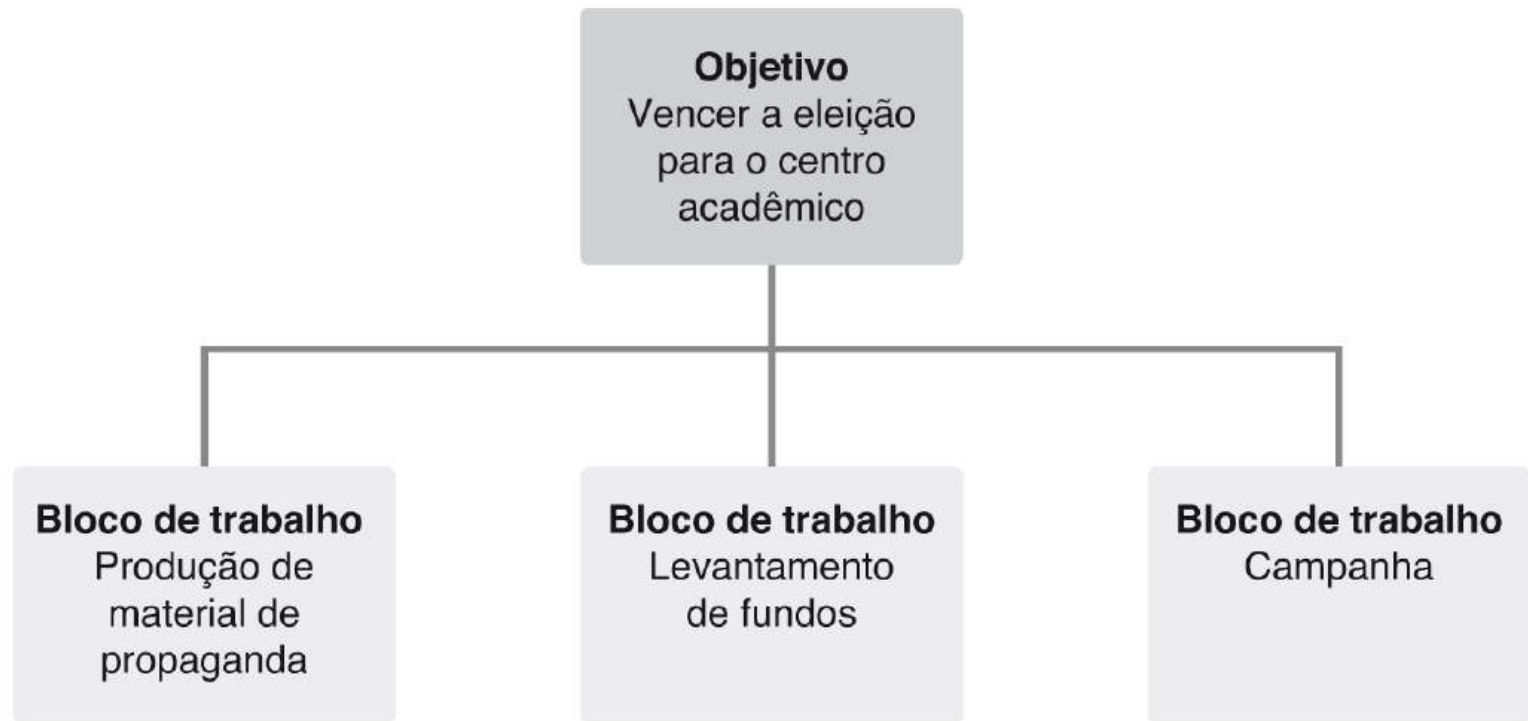 Objetivo
Vencer a eleição
para o centro
acadêmico
Bloco de trabalho
Produção de
material de
propaganda
Bloco de trabalho
Levantamento
de fundos
Bloco de trabalho
Campanha